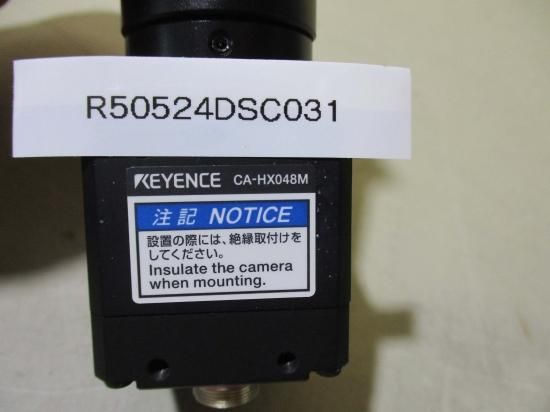 R50524DSC031
KEYENCE CA-HX048M
注記 NOTICE
設置の際には、絶縁取付けを
してください。
Insulate the camera
when mounting.